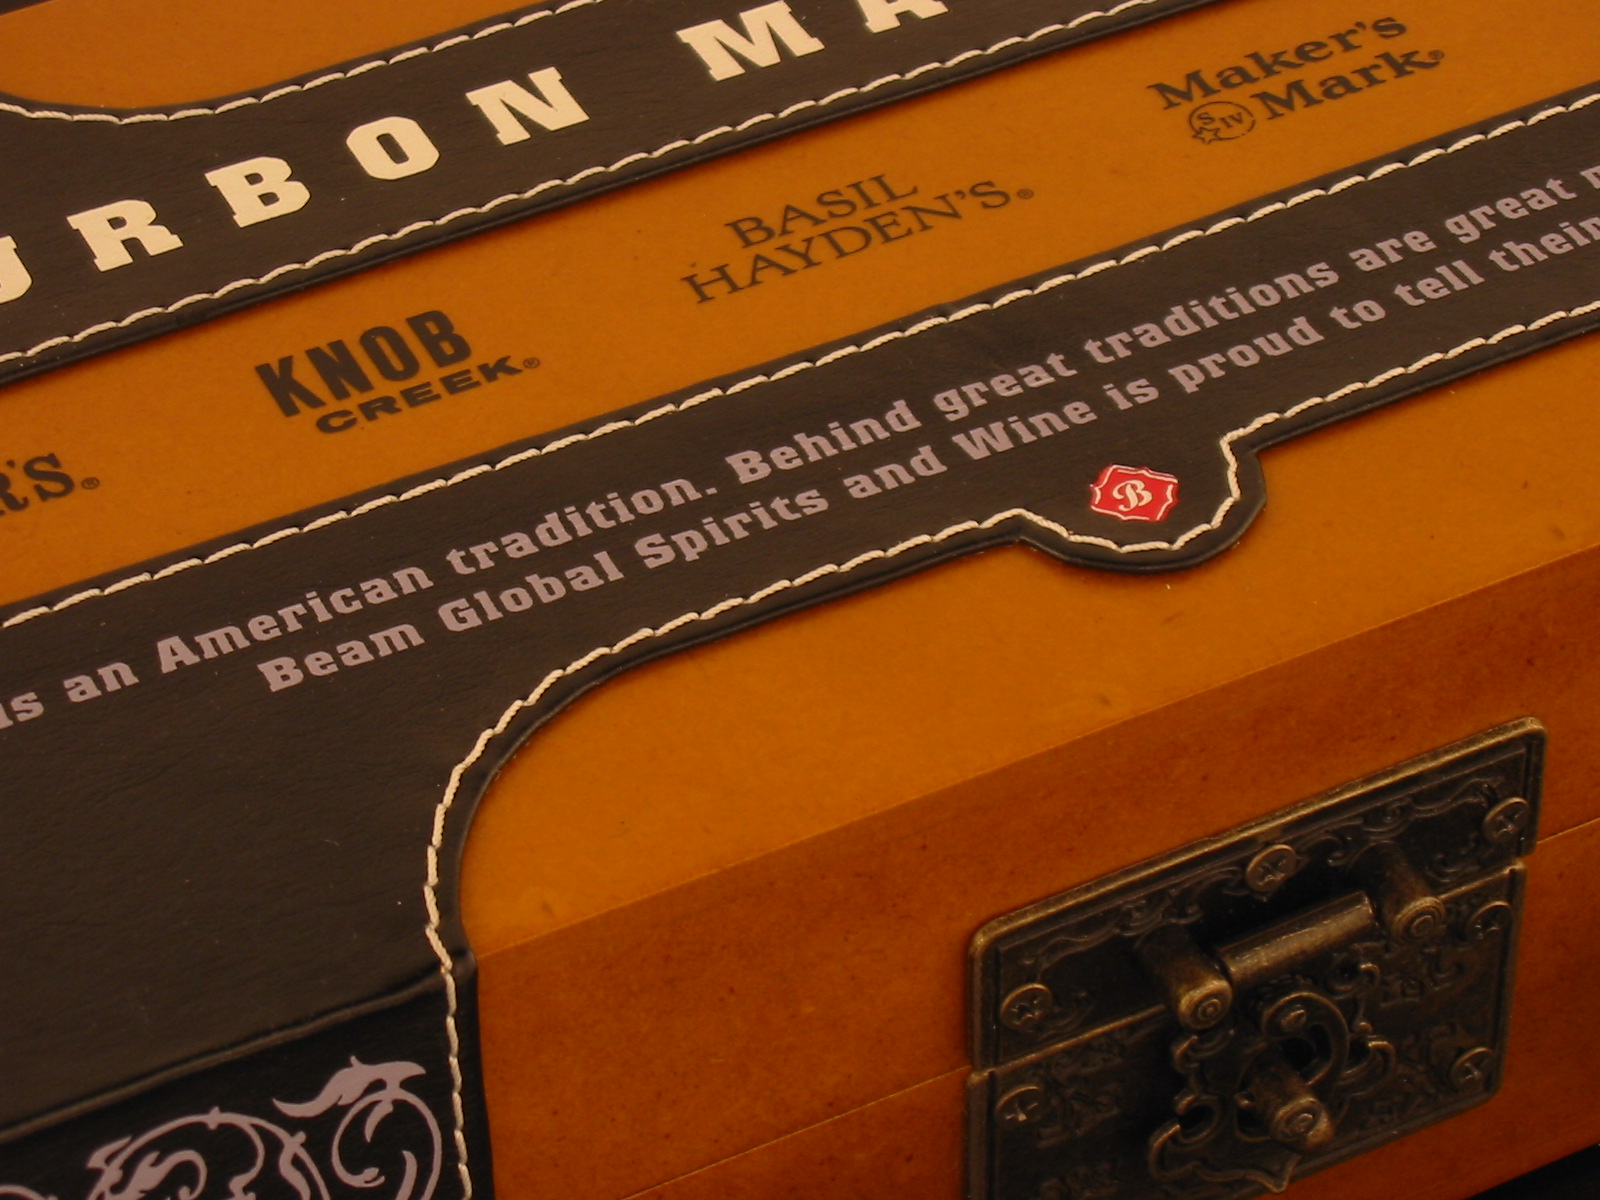 URBON MA
Maker's
SIV Mark®
BASIL
HAYDEN'S®
KNOB
CREEK®
R'S®
is an American tradition. Behind great traditions are great
Beam Global Spirits and Wine is proud to tell their
B